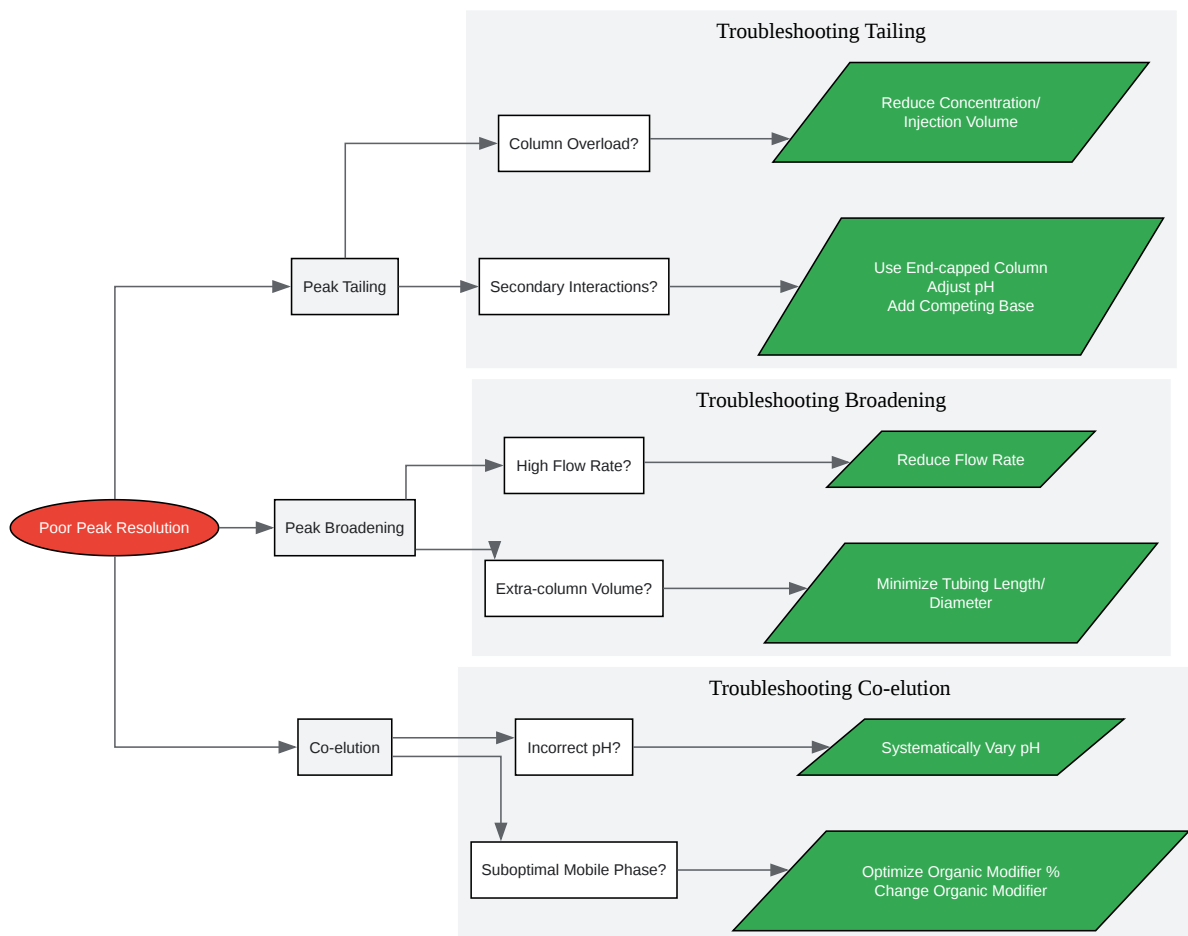 Troubleshooting Tailing
Reduce Concentration/
Injection Volume
Column Overload?
Use End-capped Column
Adjust pH
Add Competing Base
Peak Tailing
Secondary Interactions?
Troubleshooting Broadening
High Flow Rate?
Reduce Flow Rate
Poor Peak Resolution
Peak Broadening
Extra-column Volume?
Minimize Tubing Length/
Diameter
Troubleshooting Co-elution
Co-elution
Incorrect pH?
Systematically Vary pH
Suboptimal Mobile Phase?
Optimize Organic Modifier %
Change Organic Modifier